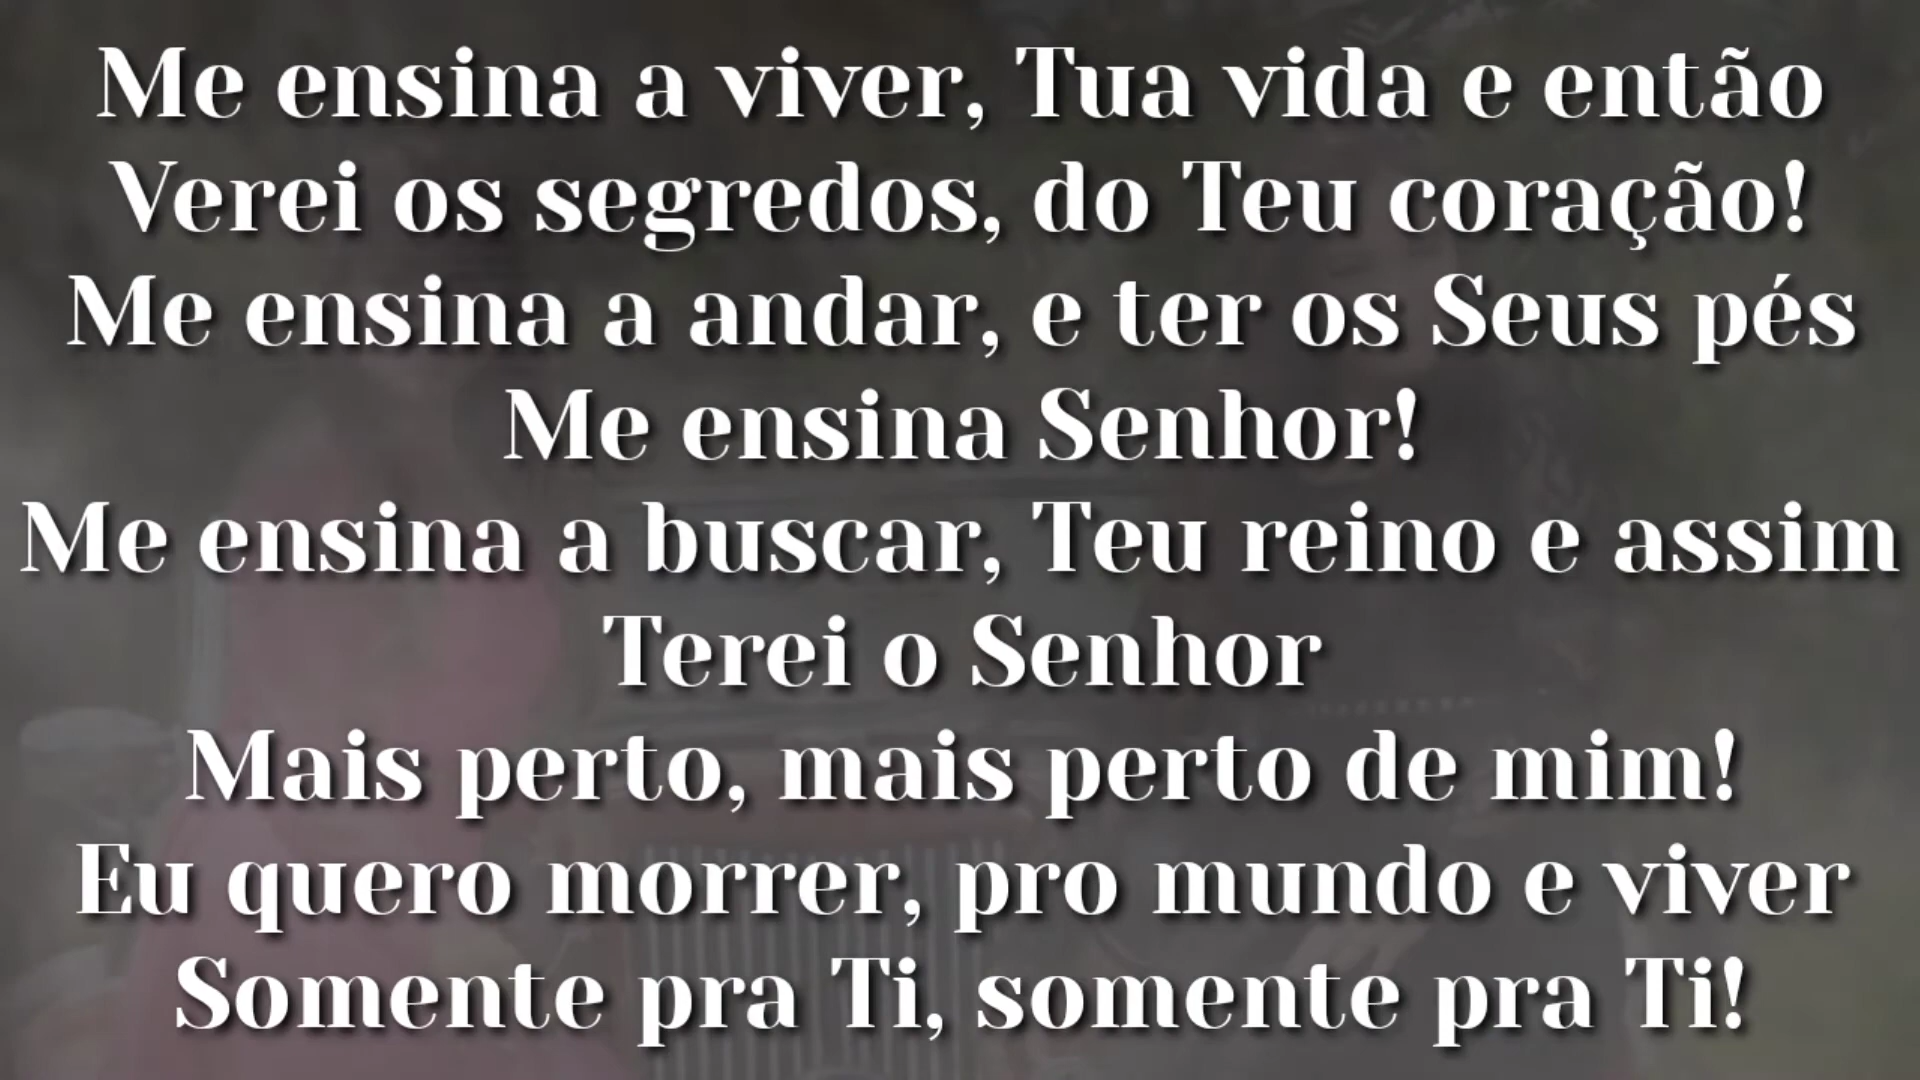 Me ensina a viver, Tua vida e então
Verei os segredos, do Teu coração!
Me ensina a andar, e ter os Seus pés
Me ensina Senhor!
Me ensina a buscar, Teu reino e assim
Terei o Senhor
Mais perto, mais perto de mim!
Eu quero morrer, pro mundo e viver
Somente pra Ti, somente pra Ti!